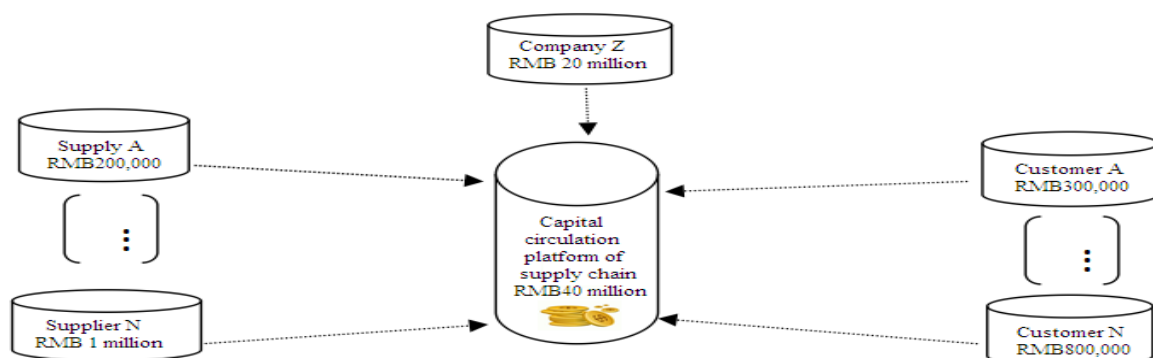 Company Z
RMB 20 million
Supply A
RMB200,000
...
Supplier N
RMB 1 million
Capital
circulation
platform of
supply chain
RMB40 million
Customer A
RMB300,000
...
Customer N
RMB800,000